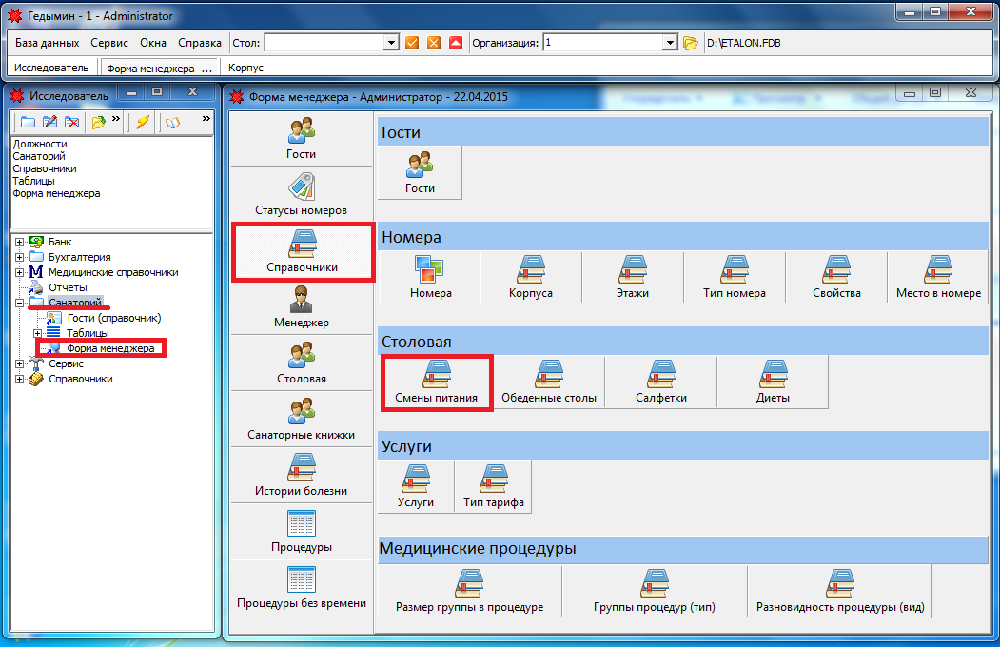 Гедымин - 1 - Administrator
База данных Сервис Окна Справка Стол: Организация: 1 D:\ETALON.FDB
Исследователь Форма менеджера -... Корпус
Исследователь
Должности
Санаторий
Справочники
Таблицы
Форма менеджера
Банк
Бухгалтерия
Медицинские справочники
Отчеты
Санаторий
Гости (справочник)
Таблицы
Форма менеджера
Сервис
Справочники
Форма менеджера - Администратор - 22.04.2015
Гости
Статусы номеров
Справочники
Менеджер
Столовая
Санаторные книжки
Истории болезни
Процедуры
Процедуры без времени
Гости
Гости
Номера
Номера Корпуса Этажи Тип номера Свойства Место в номере
Столовая
Смены питания Обеденные столы Салфетки Диеты
Услуги
Услуги Тип тарифа
Медицинские процедуры
Размер группы в процедуре Группы процедур (тип) Разновидность процедуры (вид)